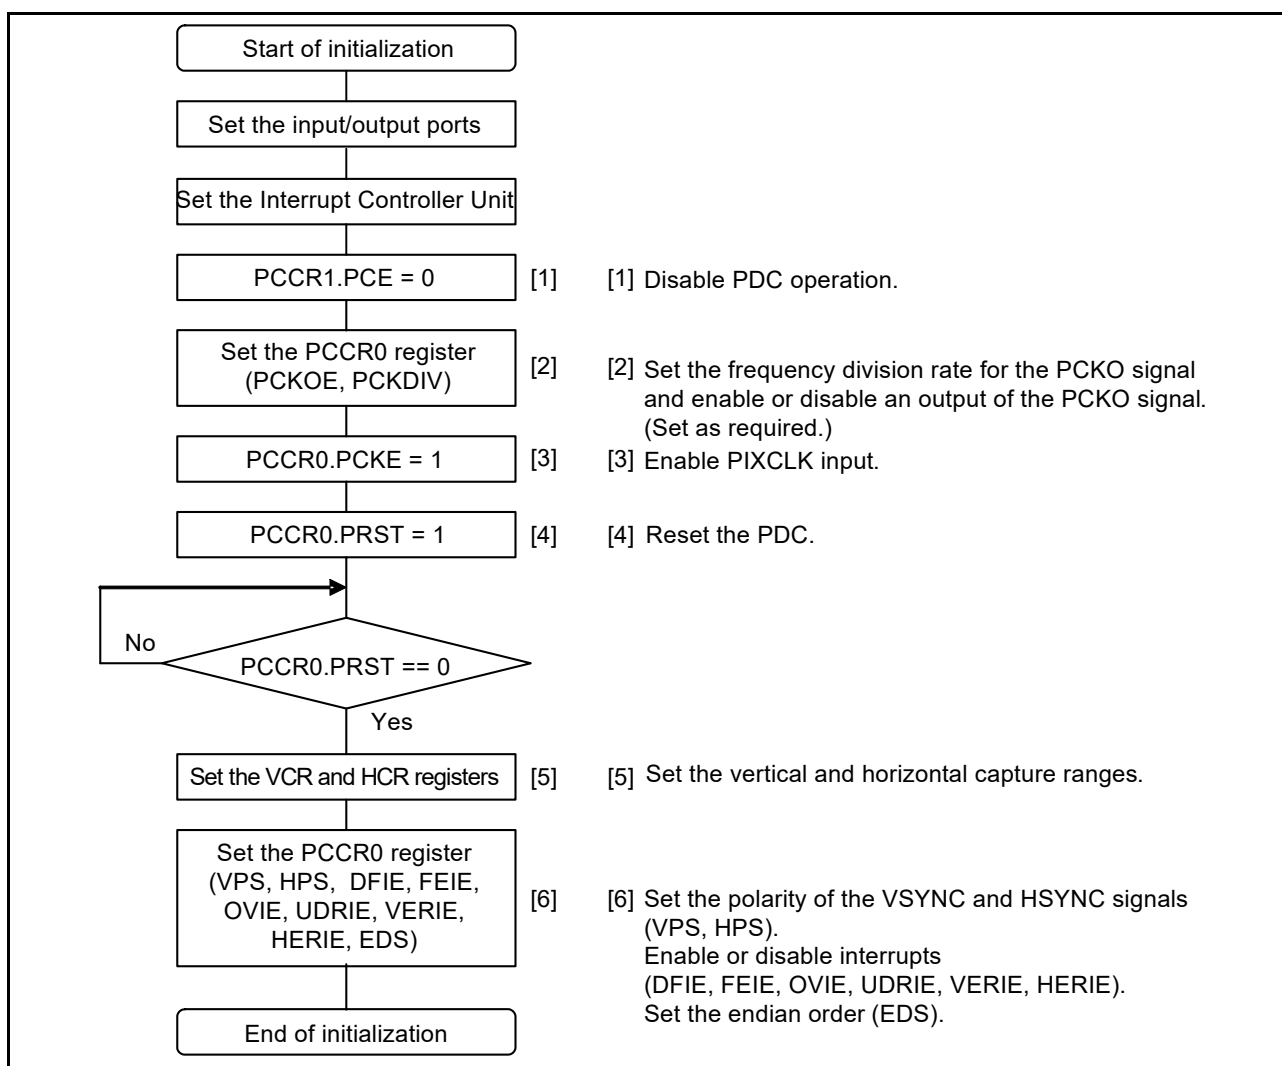 Start of initialization
Set the input/output ports
Set the Interrupt Controller Unit
PCCR1.PCE = 0 [1] [1] Disable PDC operation.
Set the PCCR0 register
(PCKOE, PCKDIV) [2] [2] Set the frequency division rate for the PCKO signal
and enable or disable an output of the PCKO signal.
(Set as required.)
PCCR0.PCKE = 1 [3] [3] Enable PIXCLK input.
PCCR0.PRST = 1 [4] [4] Reset the PDC.
No
PCCR0.PRST == 0
Yes
Set the VCR and HCR registers [5] [5] Set the vertical and horizontal capture ranges.
Set the PCCR0 register
(VPS, HPS, DFIE, FEIE,
OVIE, UDRIE, VERIE,
HERIE, EDS)
[6] [6] Set the polarity of the VSYNC and HSYNC signals
(VPS, HPS).
Enable or disable interrupts
(DFIE, FEIE, OVIE, UDRIE, VERIE, HERIE).
Set the endian order (EDS).
End of initialization